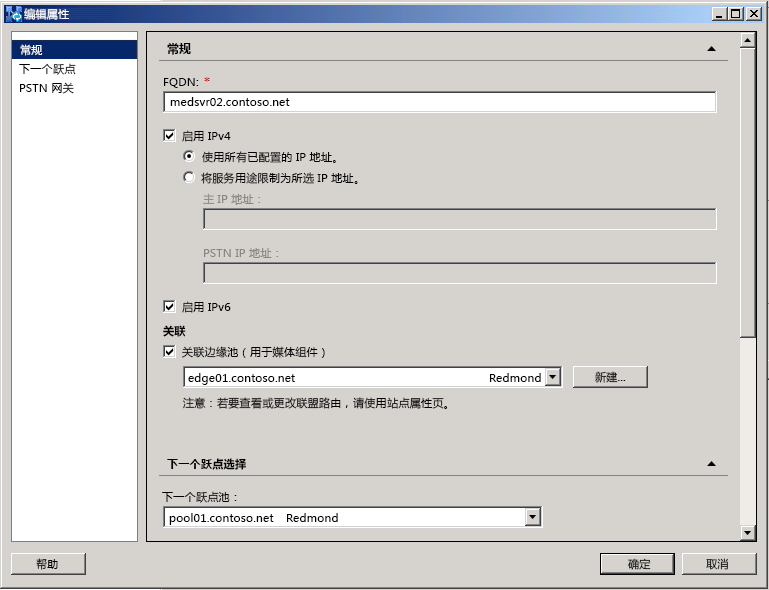 编辑属性
常规
下一个跃点
PSTN 网关
常规
FQDN: *
medsvr02.contoso.net
启用 IPv4
使用所有已配置的 IP 地址。
将服务用途限制为所选 IP 地址。
主 IP 地址：
PSTN IP 地址：
启用 IPv6
关联
关联边缘池（用于媒体组件）
edge01.contoso.net Redmond
新建...
注意：若要查看或更改联盟路由，请使用站点属性页。
下一个跃点选择
下一个跃点池：
pool01.contoso.net Redmond
帮助
确定
取消